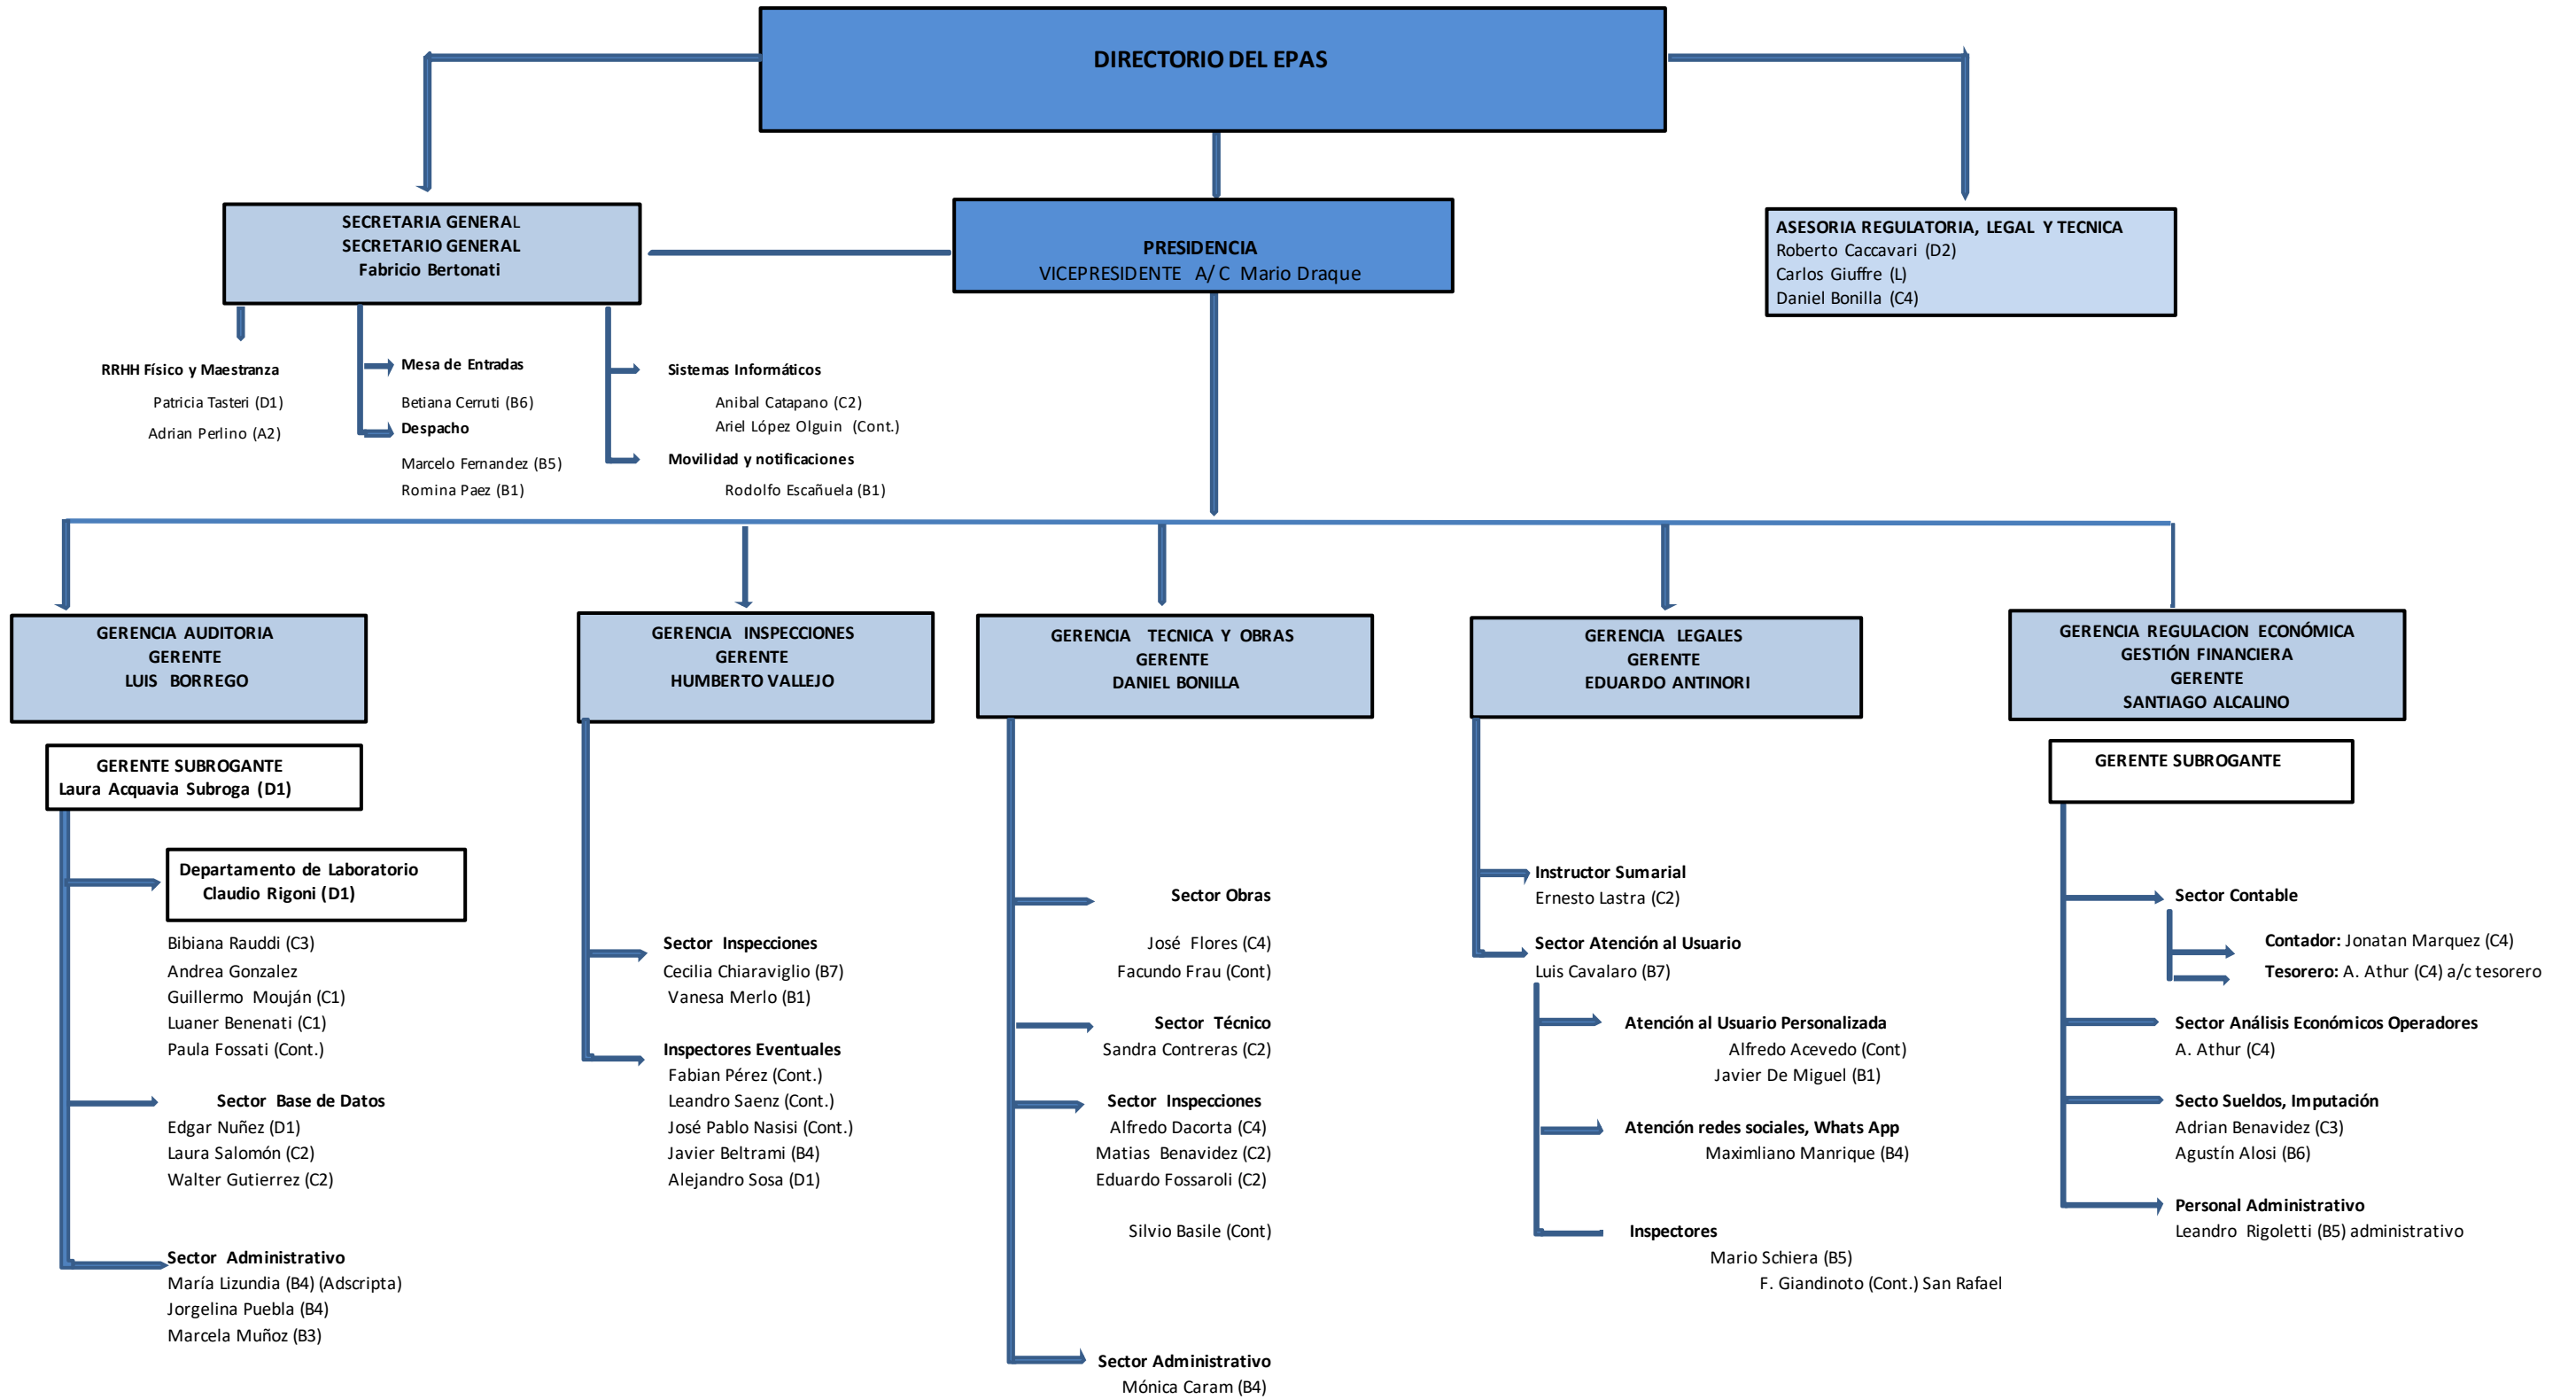 DIRECTORIO DEL EPAS
SECRETARIA GENERAL
SECRETARIO GENERAL
Fabricio Bertonati
PRESIDENCIA
VICEPRESIDENTE A/ C Mario Draque
ASESORIA REGULATORIA, LEGAL Y TECNICA
Roberto Caccavari (D2)
Carlos Giuffre (L)
Daniel Bonilla (C4)
RRHH Físico y Maestranza
Patricia Tasteri (D1)
Adrian Perlino (A2)
Mesa de Entradas
Betiana Cerruti (B6)
Despacho
Marcelo Fernandez (B5)
Romina Paez (B1)
Sistemas Informáticos
Anibal Catapano (C2)
Ariel López Olguin (Cont.)
Movilidad y notificaciones
Rodolfo Escañuela (B1)
GERENCIA AUDITORIA
GERENTE
LUIS BORREGO
GERENTE SUBROGANTE
Laura Acquavia Subroga (D1)
Departamento de Laboratorio
Claudio Rigoni (D1)
Bibiana Rauddi (C3)
Andrea Gonzalez
Guillermo Mouján (C1)
Luaner Benenati (C1)
Paula Fossati (Cont.)
Sector Base de Datos
Edgar Nuñez (D1)
Laura Salomón (C2)
Walter Gutierrez (C2)
Sector Administrativo
María Lizundia (B4) (Adscripta)
Jorgelina Puebla (B4)
Marcela Muñoz (B3)
GERENCIA INSPECCIONES
GERENTE
HUMBERTO VALLEJO
Sector Inspecciones
Cecilia Chiaraviglio (B7)
Vanesa Merlo (B1)
Inspectores Eventuales
Fabian Pérez (Cont.)
Leandro Saenz (Cont.)
José Pablo Nasisi (Cont.)
Javier Beltrami (B4)
Alejandro Sosa (D1)
GERENCIA TECNICA Y OBRAS
GERENTE
DANIEL BONILLA
Sector Obras
José Flores (C4)
Facundo Frau (Cont)
Sector Técnico
Sandra Contreras (C2)
Sector Inspecciones
Alfredo Dacorta (C4)
Matias Benavidez (C2)
Eduardo Fossaroli (C2)
Silvio Basile (Cont)
Sector Administrativo
Mónica Caram (B4)
GERENCIA LEGALES
GERENTE
EDUARDO ANTINORI
Instructor Sumarial
Ernesto Lastra (C2)
Sector Atención al Usuario
Luis Cavalaro (B7)
Atención al Usuario Personalizada
Alfredo Acevedo (Cont)
Javier De Miguel (B1)
Atención redes sociales, Whats App
Maximliano Manrique (B4)
Inspectores
Mario Schiera (B5)
F. Giandinoto (Cont.) San Rafael
GERENCIA REGULACION ECONÓMICA
GESTIÓN FINANCIERA
GERENTE
SANTIAGO ALCALINO
GERENTE SUBROGANTE
Sector Contable
Contador: Jonatan Marquez (C4)
Tesorero: A. Athur (C4) a/c tesorero
Sector Análisis Económicos Operadores
A. Athur (C4)
Secto Sueldos, Imputación
Adrian Benavidez (C3)
Agustín Alosi (B6)
Personal Administrativo
Leandro Rigoletti (B5) administrativo